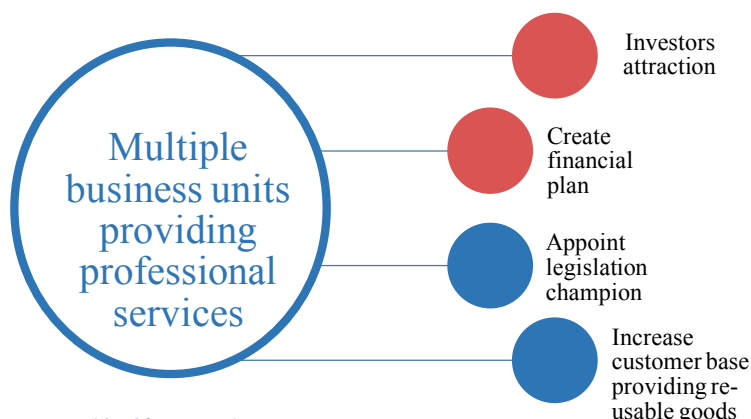 Multiple
business units
providing
professional
services
Investors
attraction
Create
financial
plan
Appoint
legislation
champion
Increase
customer base
providing re-
usable goods